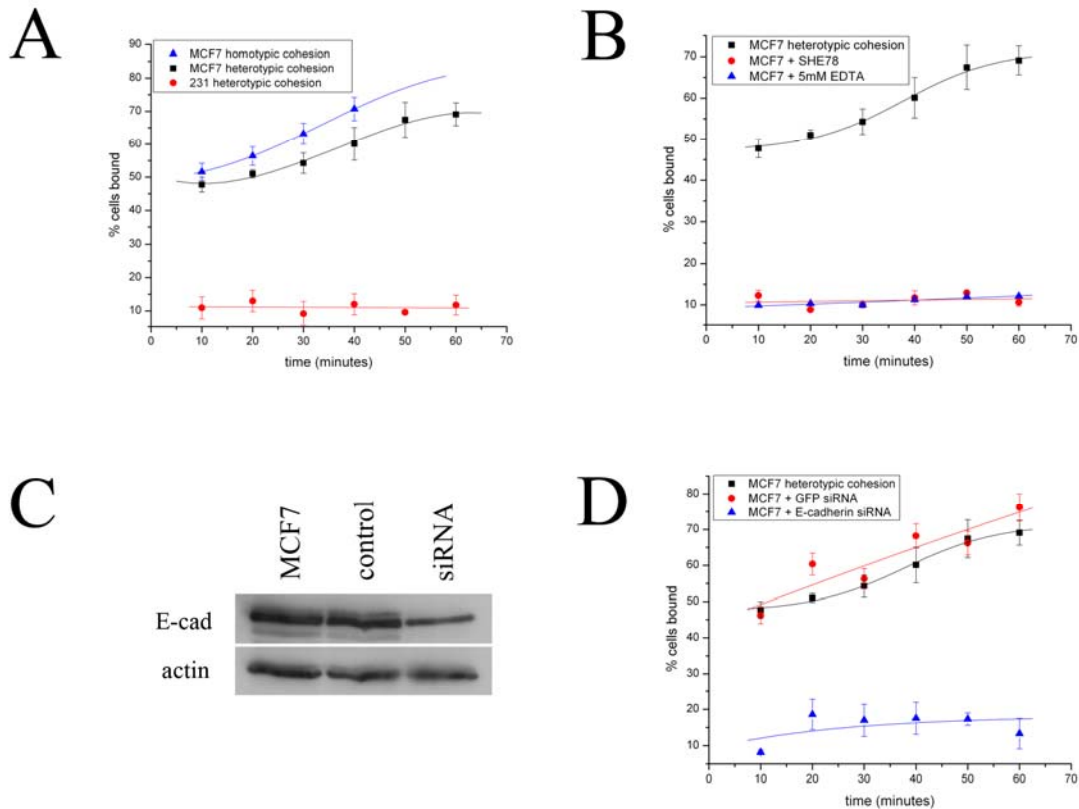 A
MCF7 homotypic cohesion
MCF7 heterotypic cohesion
231 heterotypic cohesion
% cells bound
90
80
70
60
50
40
30
20
10
0 10 20 30 40 50 60 70
time (minutes)
B
MCF7 heterotypic cohesion
MCF7 + SHE78
MCF7 + 5mM EDTA
% cells bound
70
60
50
40
30
20
10
0 10 20 30 40 50 60 70
time (minutes)
C
MCF7
control
siRNA
E-cad
actin
D
MCF7 heterotypic cohesion
MCF7 + GFP siRNA
MCF7 + E-cadherin siRNA
% cells bound
80
70
60
50
40
30
20
10
0 10 20 30 40 50 60 70
time (minutes)